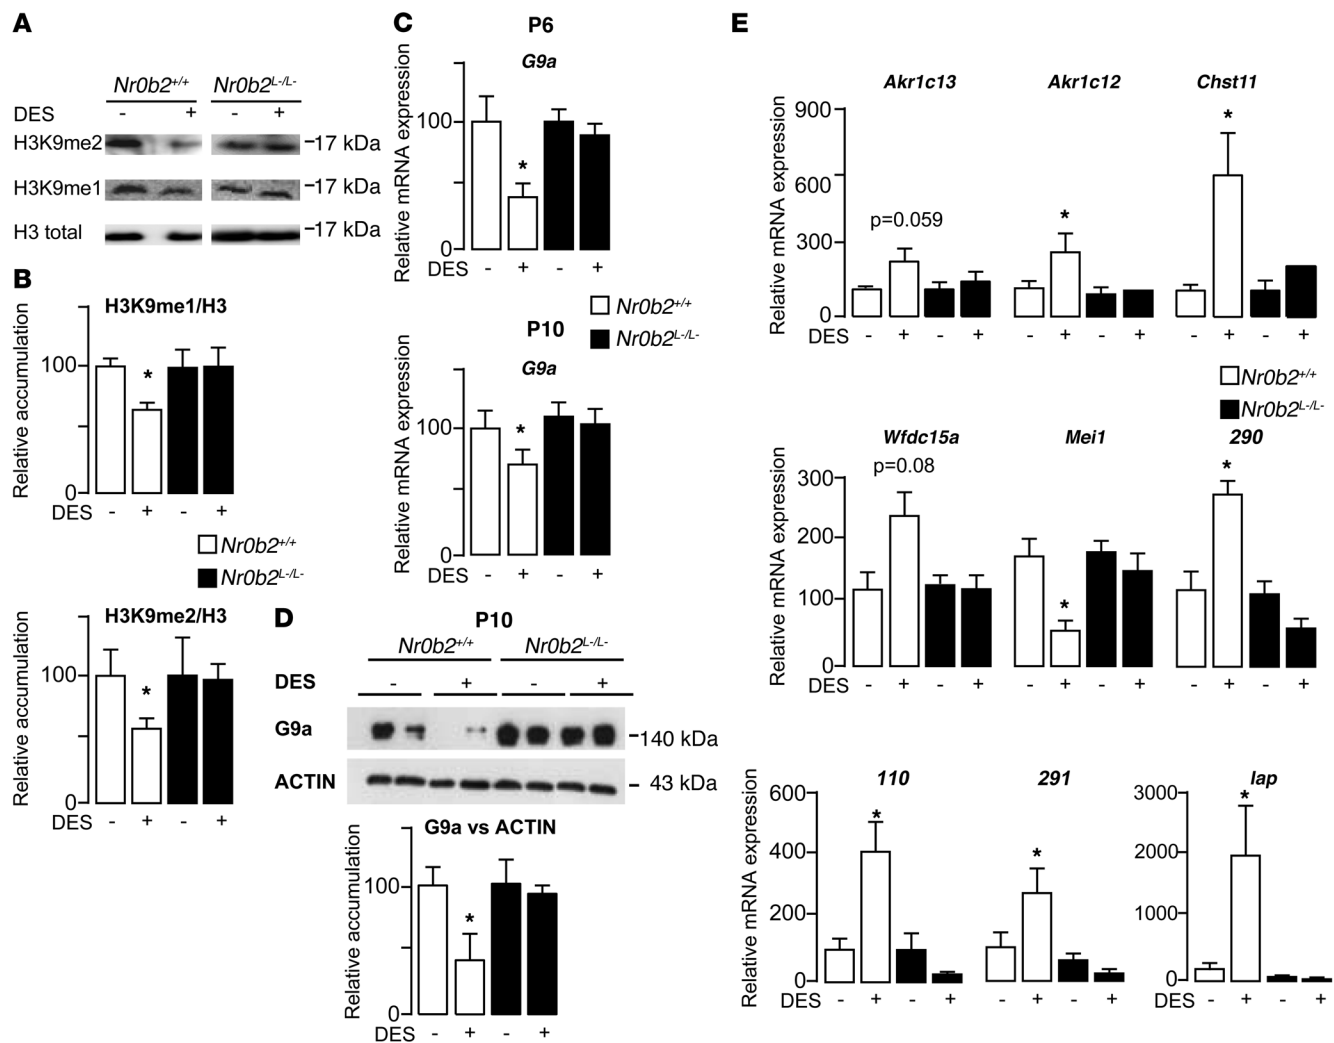 A
Nr0b2+/+ Nr0b2L-/L-
DES - + - +
H3K9me2 17 kDa
H3K9me1 17 kDa
H3 total 17 kDa
B
H3K9me1/H3
Relative accumulation
100
0
DES - + - +
Nr0b2+/+
Nr0b2L-/L-
H3K9me2/H3
Relative accumulation
100
*
0
DES - + - +
C
P6
G9a
Relative mRNA expression
100
*
0
DES - + - +
Nr0b2+/+
Nr0b2L-/L-
P10
G9a
Relative mRNA expression
100
*
0
DES - + - +
D
P10
Nr0b2+/+ Nr0b2L-/L-
DES - + - +
G9a 140 kDa
ACTIN 43 kDa
G9a vs ACTIN
Relative accumulation
100
*
0
DES - + - +
E
Akr1c13 Akr1c12 Chst11
Relative mRNA expression
900
*
600
p=0.059 *
300
0
DES - + - + - + - + - + - +
Nr0b2+/+
Nr0b2L-/L-
Wfdc15a Mei1 290
Relative mRNA expression
p=0.08 *
300
200
100 *
0
DES - + - + - + - + - + - +
110 291 Iap
Relative mRNA expression
600 * 3000 *
400 * 2000
200 1000
0 0
DES - + - + - + - + DES - + - +